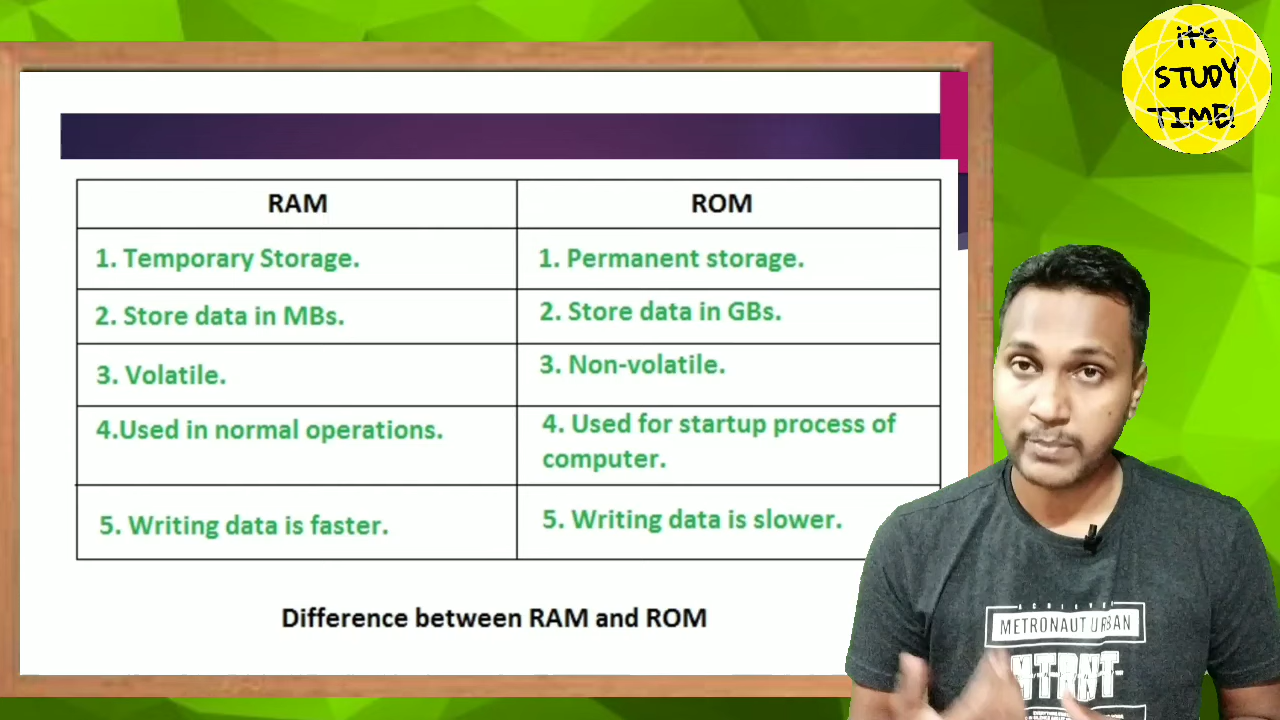 it's
STUDY
TIME!
RAM
ROM
1. Temporary Storage.
1. Permanent storage.
2. Store data in MBs.
2. Store data in GBs.
3. Volatile.
3. Non-volatile.
4.Used in normal operations.
4. Used for startup process of
computer.
5. Writing data is faster.
5. Writing data is slower.
Difference between RAM and ROM
ACHIEVE
METRONAUT URBAN
MTRNT